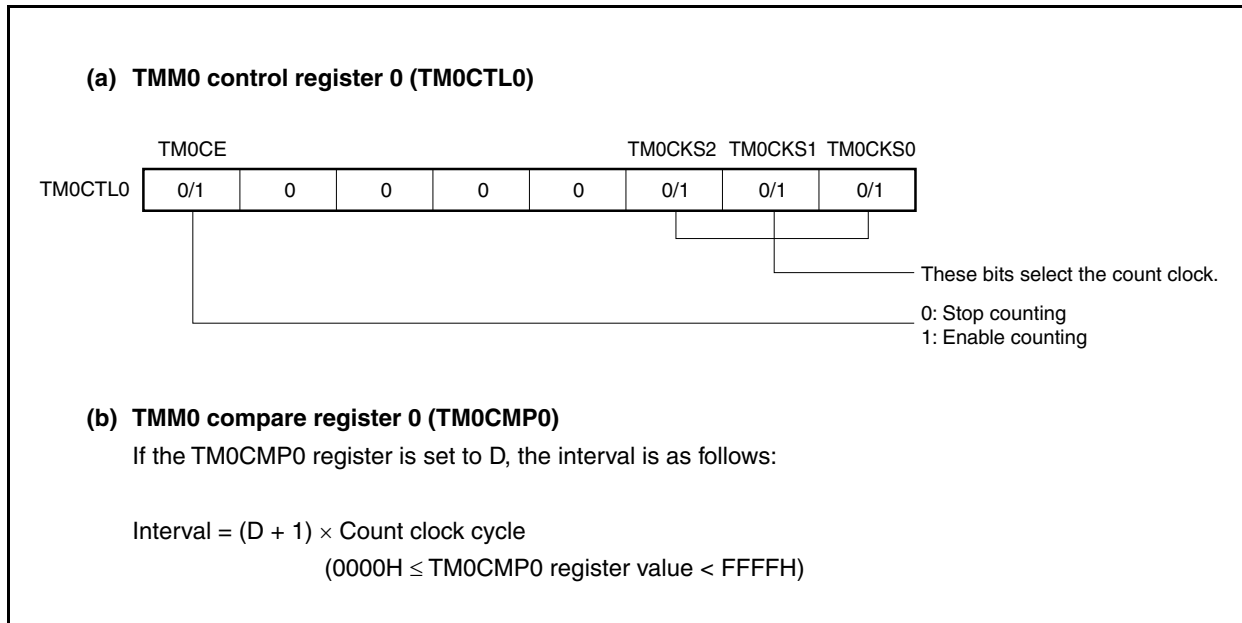 (a) TMM0 control register 0 (TM0CTL0)
TM0CE TM0CKS2 TM0CKS1 TM0CKS0
TM0CTL0 0/1 0 0 0 0 0/1 0/1 0/1
These bits select the count clock.
0: Stop counting
1: Enable counting
(b) TMM0 compare register 0 (TM0CMP0)
If the TM0CMP0 register is set to D, the interval is as follows:
Interval = (D + 1) × Count clock cycle
(0000H ≤ TM0CMP0 register value < FFFFH)